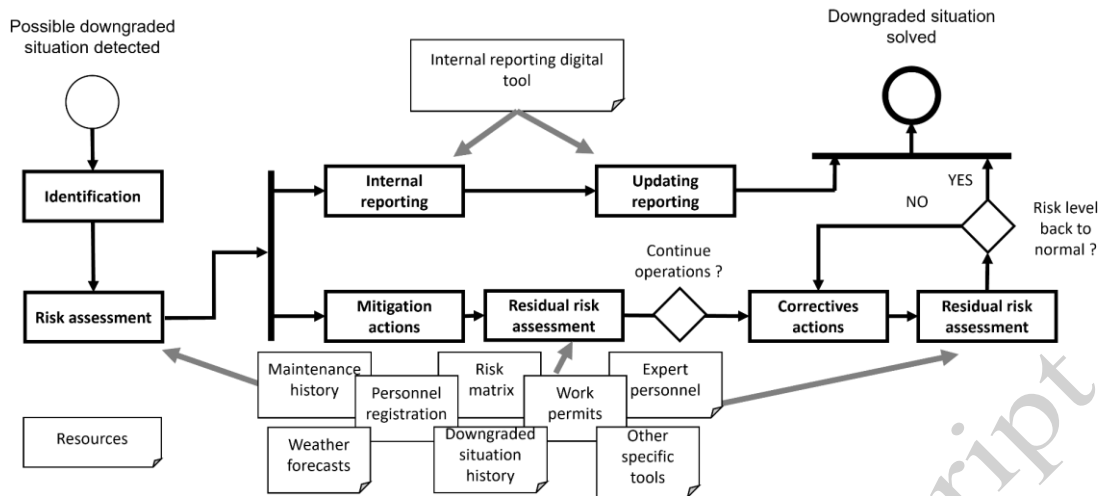 Possible downgraded
situation detected
Downgraded situation
solved
Internal reporting digital
tool
Identification
Internal
reporting
Updating
reporting
YES
NO
Risk level
back to
normal ?
Continue
operations ?
Risk assessment
Mitigation
actions
Residual risk
assessment
Correctives
actions
Residual risk
assessment
Maintenance
history
Risk
matrix
Expert
personnel
Personnel
registration
Work
permits
Resources
Weather
forecasts
Downgraded
situation
history
Other
specific
tools